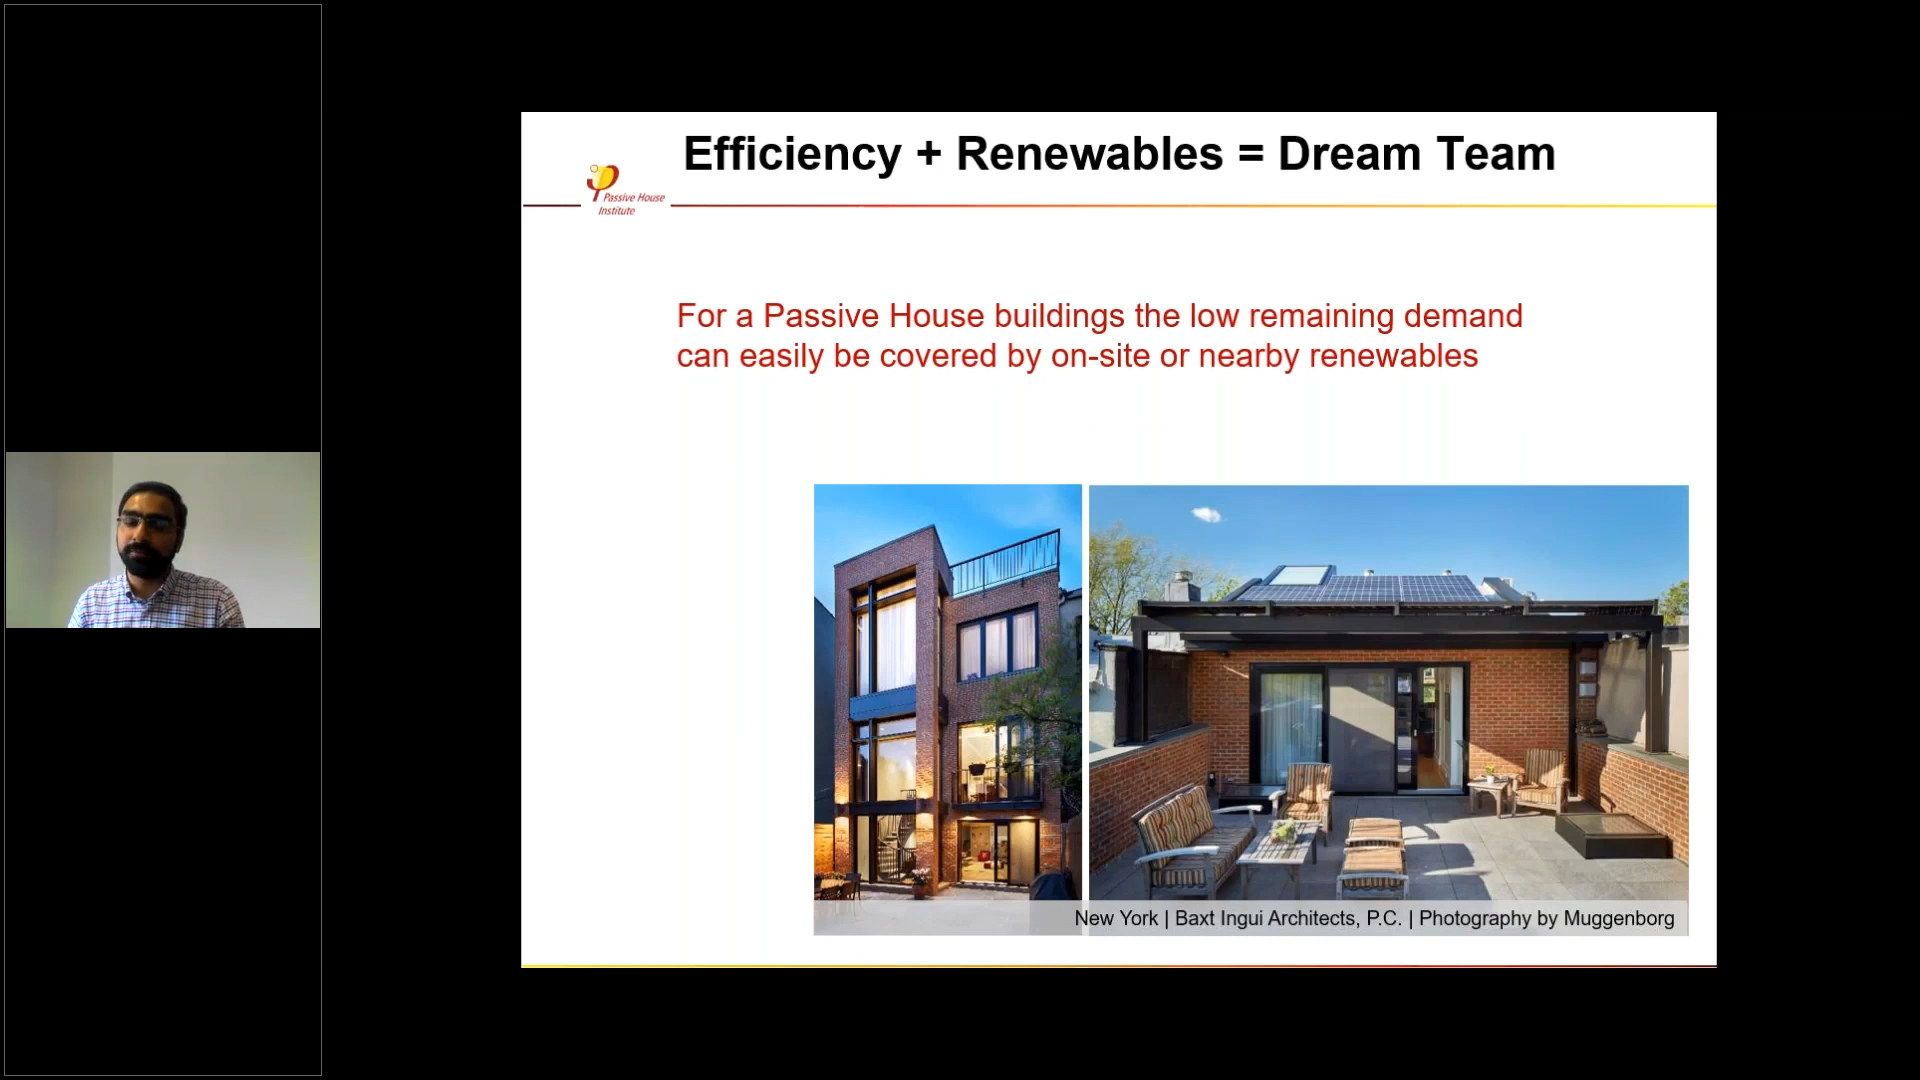 Efficiency + Renewables = Dream Team
Passive House
Institute
For a Passive House buildings the low remaining demand
can easily be covered by on-site or nearby renewables
New York | Baxt Ingui Architects, P.C. | Photography by Muggenborg